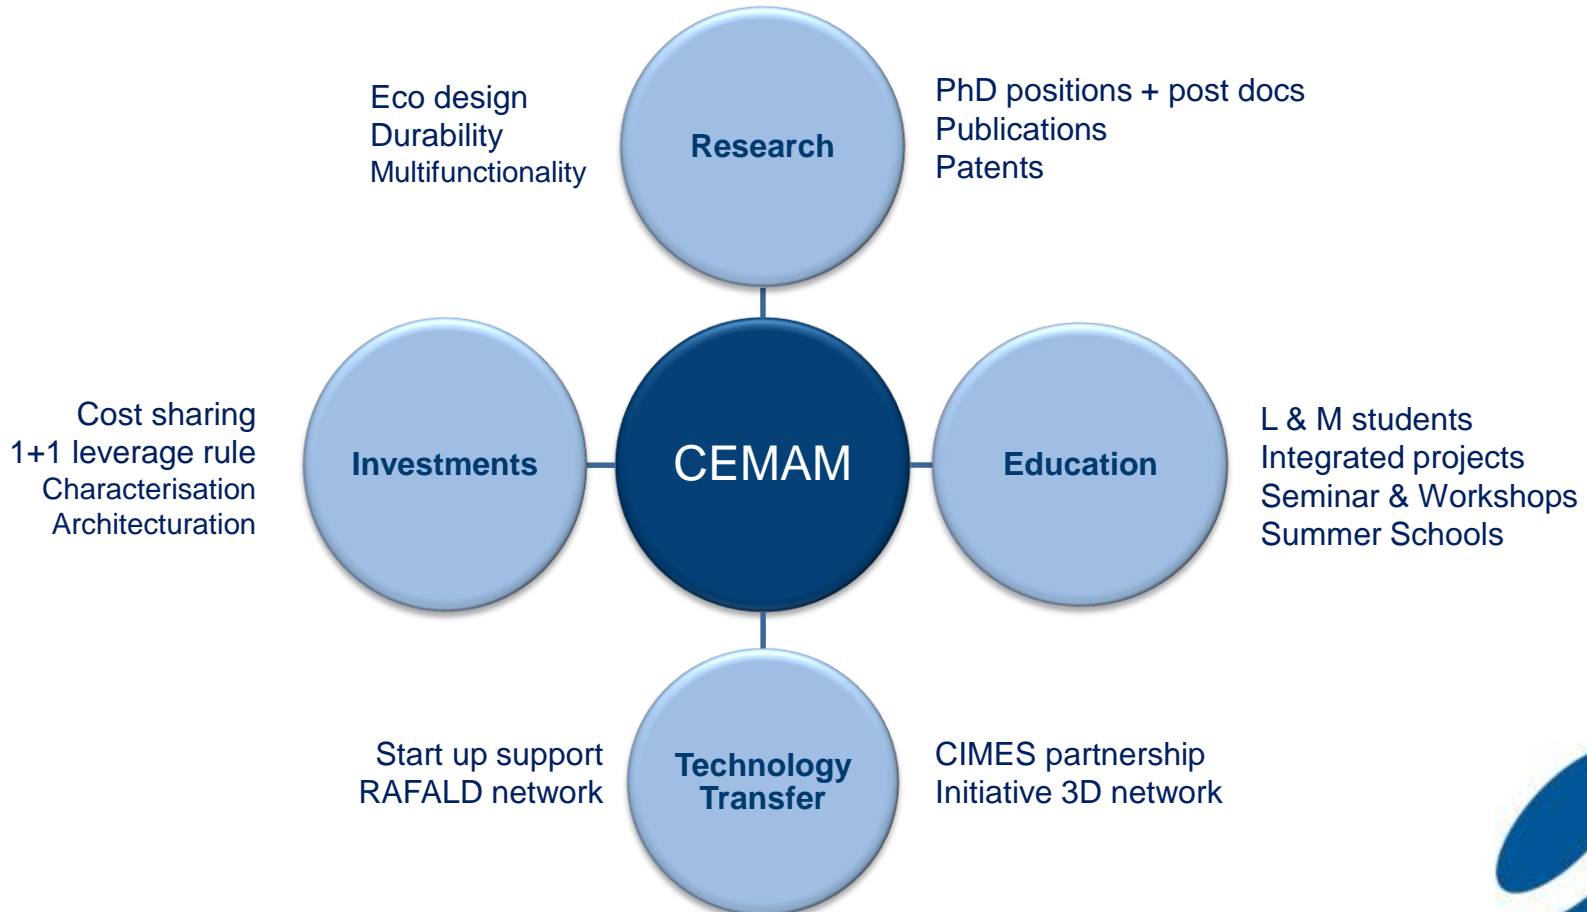 Eco design
Durability
Multifunctionality
Research
PhD positions + post docs
Publications
Patents
Cost sharing
1+1 leverage rule
Characterisation
Architecturation
Investments
CEMAM
Education
L & M students
Integrated projects
Seminar & Workshops
Summer Schools
Start up support
RAFALD network
Technology
Transfer
CIMES partnership
Initiative 3D network